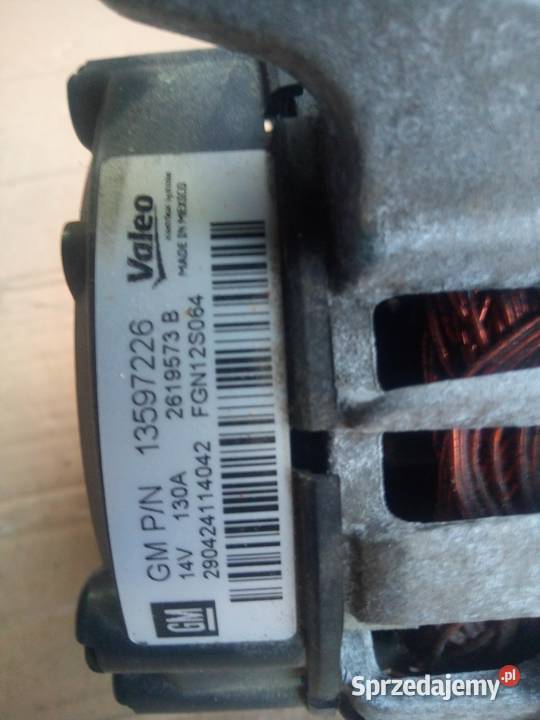 Valeo
MADE IN MEXICO
GM P/N 13597226
14V 130A 2619573 B
290424114042 FGN12S064
GM
Sprzedajemy.pl